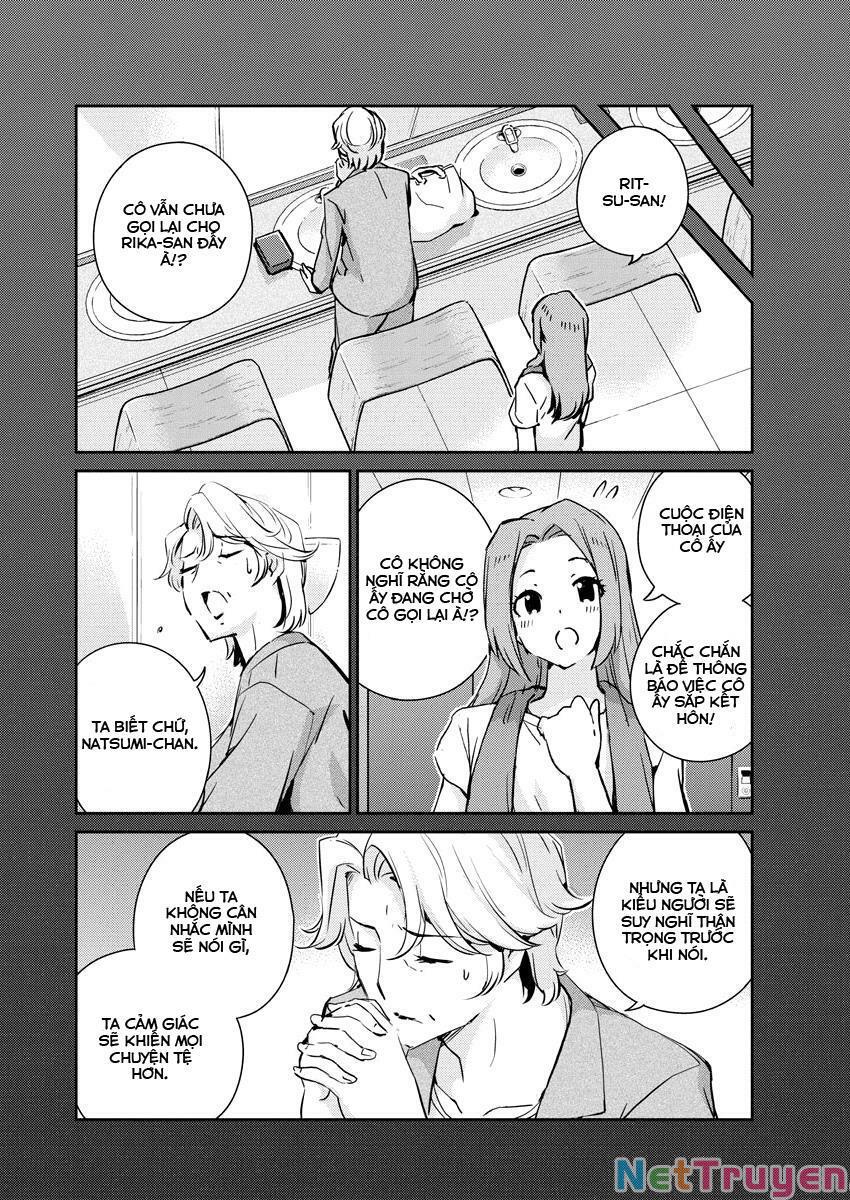 RIT-
SU-SAN!
CÔ VẪN CHƯA
GỌI LẠI CHO
RIKA-SAN ĐẤY
À!?
CUỘC ĐIỆN
THOẠI CỦA
CÔ ẤY
CHẮC CHẮN
LÀ ĐỂ THÔNG
BÁO VIỆC CÔ
ẤY SẮP KẾT
HÔN!
CÔ KHÔNG
NGHĨ RẰNG CÔ
ẤY ĐANG CHỜ
CÔ GỌI LẠI À!?
TA BIẾT CHỨ,
NATSUMI-CHAN.
NHƯNG TA LÀ
KIỂU NGƯỜI SẼ
SUY NGHĨ THẬN
TRỌNG TRƯỚC
KHI NÓI.
NẾU TA
KHÔNG CÂN
NHẮC MÌNH
SẼ NÓI GÌ,
TA CẢM GIÁC
SẼ KHIẾN MỌI
CHUYỆN TỆ
HƠN.
NetTruyen